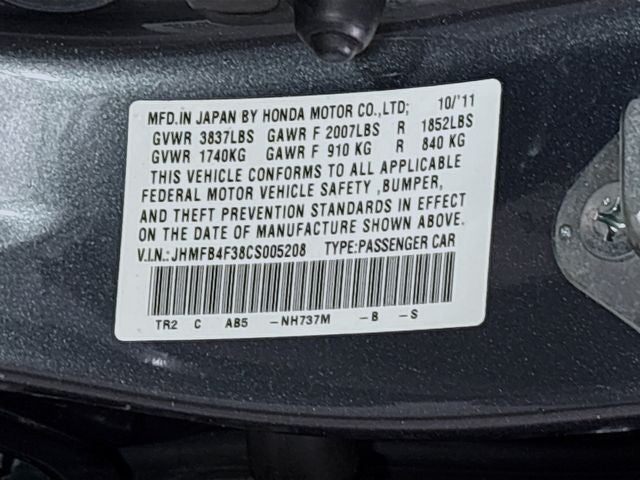 MFD.IN JAPAN BY HONDA MOTOR CO.,LTD; 10/'11
GVWR 3837LBS GAWR F 2007LBS R 1852LBS
GVWR 1740KG GAWR F 910 KG R 840 KG
THIS VEHICLE CONFORMS TO ALL APPLICABLE
FEDERAL MOTOR VEHICLE SAFETY ,BUMPER,
AND THEFT PREVENTION STANDARDS IN EFFECT
ON THE DATE OF MANUFACTURE SHOWN ABOVE.
V.I.N.: JHMFB4F38CS005208 TYPE:PASSENGER CAR
TR2 C AB5 -NH737M -B -S